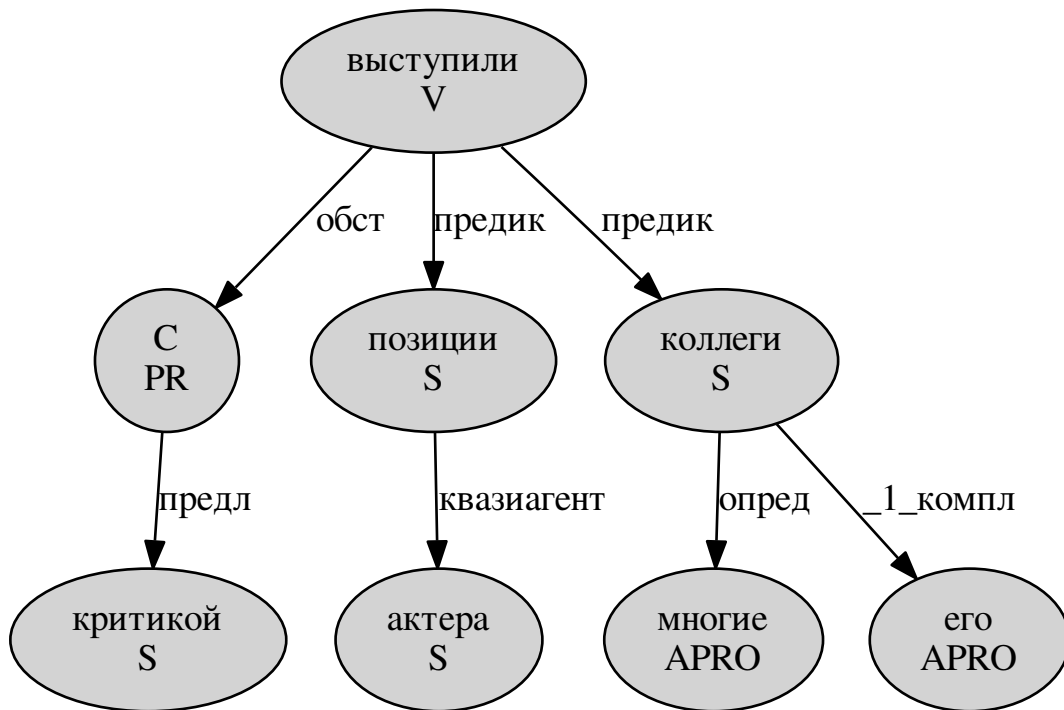 выступили
V
обст
предик
предик
С
PR
позиции
S
коллеги
S
предл
квазиагент
опред
_1_компл
критикой
S
актера
S
многие
APRO
его
APRO